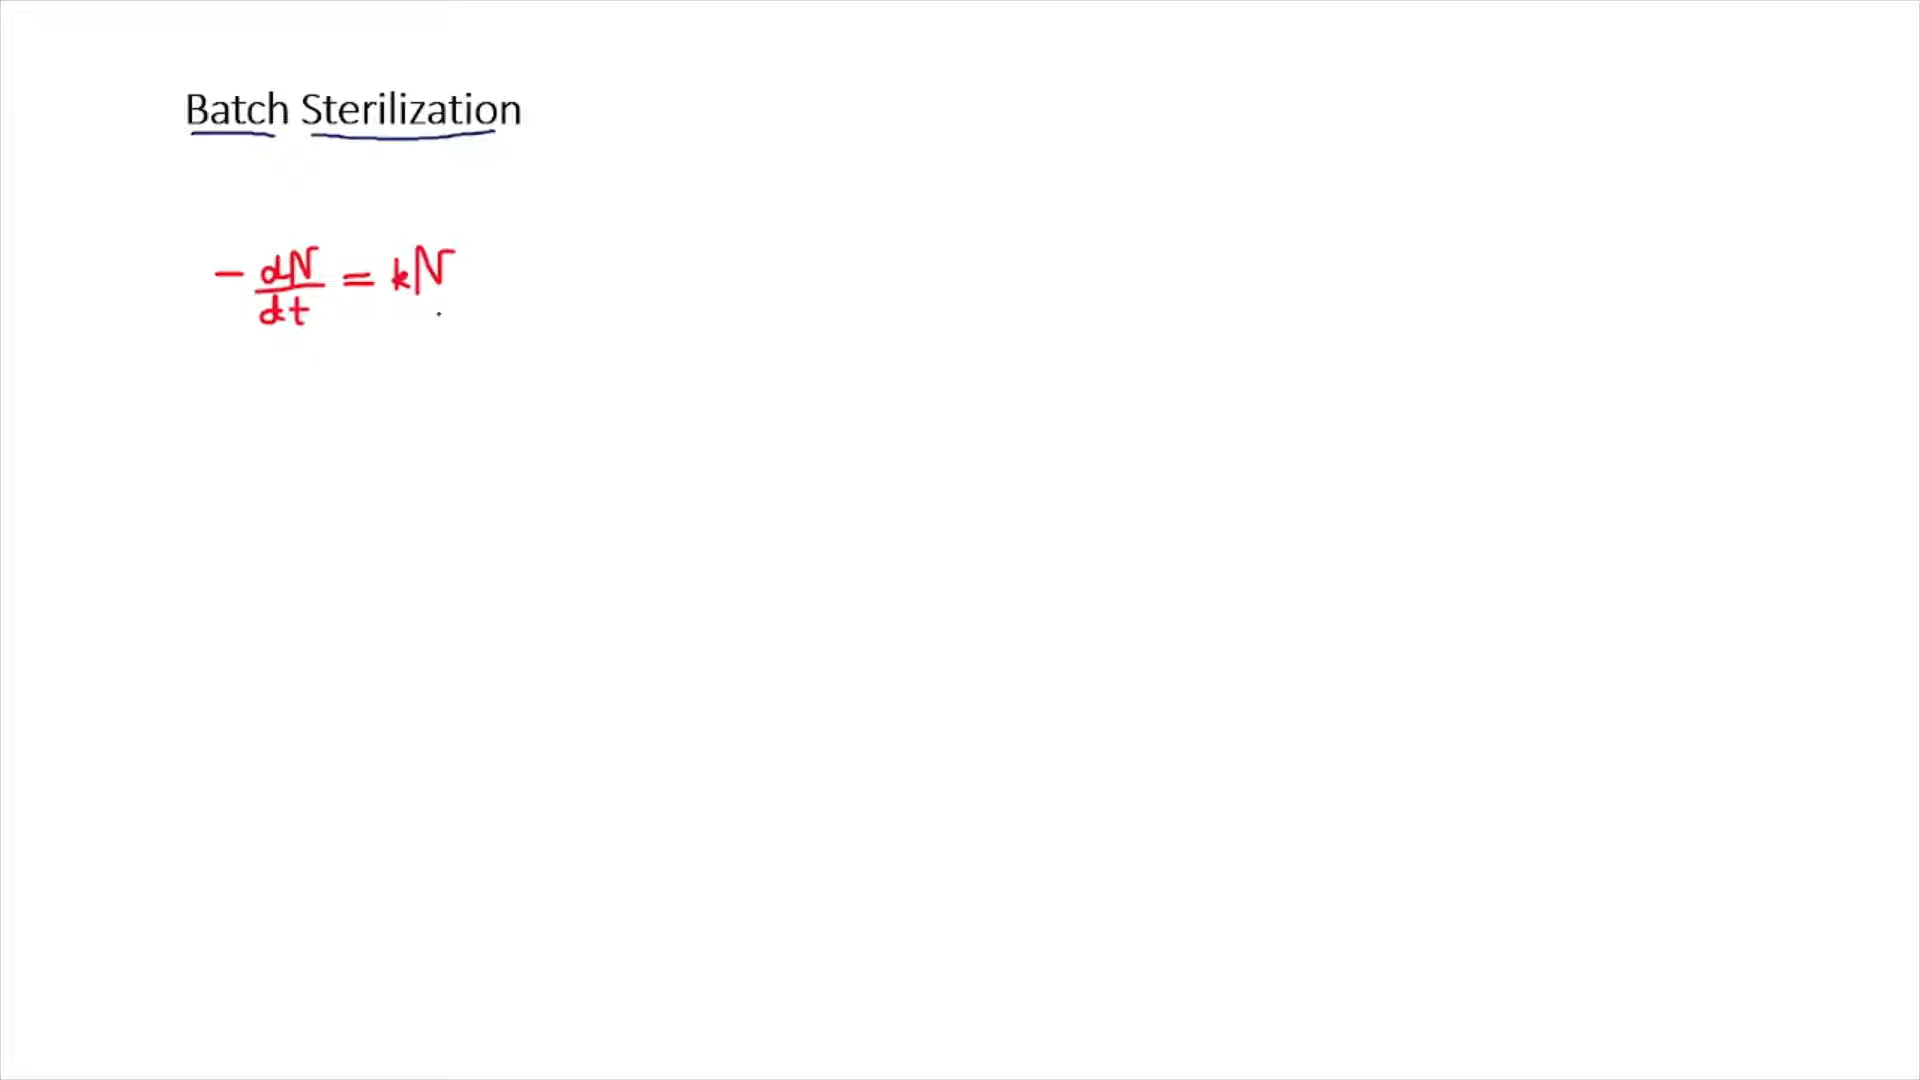 Batch Sterilization
- dN/dt = kN